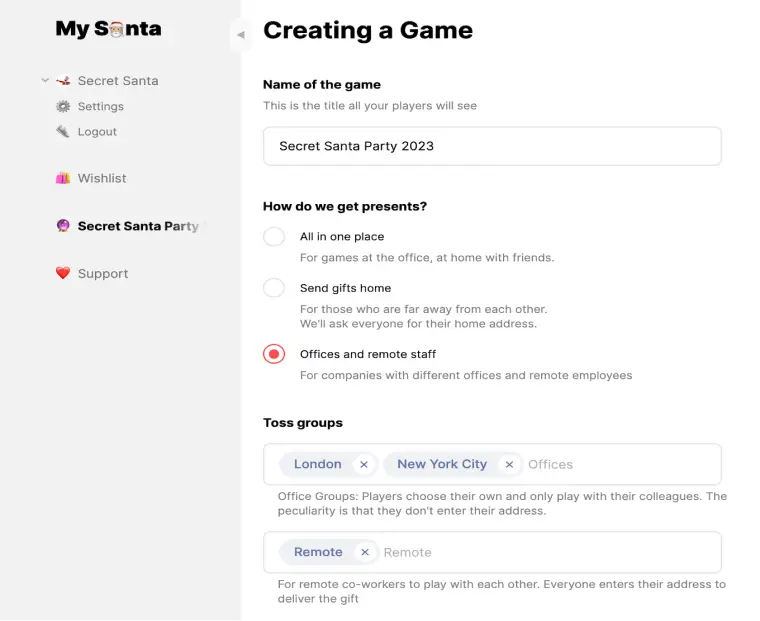 My Santa
Secret Santa
Settings
Logout
Wishlist
Secret Santa Party
Support
Creating a Game
Name of the game
This is the title all your players will see
Secret Santa Party 2023
How do we get presents?
All in one place
For games at the office, at home with friends.
Send gifts home
For those who are far away from each other.
We'll ask everyone for their home address.
Offices and remote staff
For companies with different offices and remote employees
Toss groups
London × New York City × Offices
Office Groups: Players choose their own and only play with their colleagues. The
peculiarity is that they don't enter their address.
Remote × Remote
For remote co-workers to play with each other. Everyone enters their address to
deliver the gift